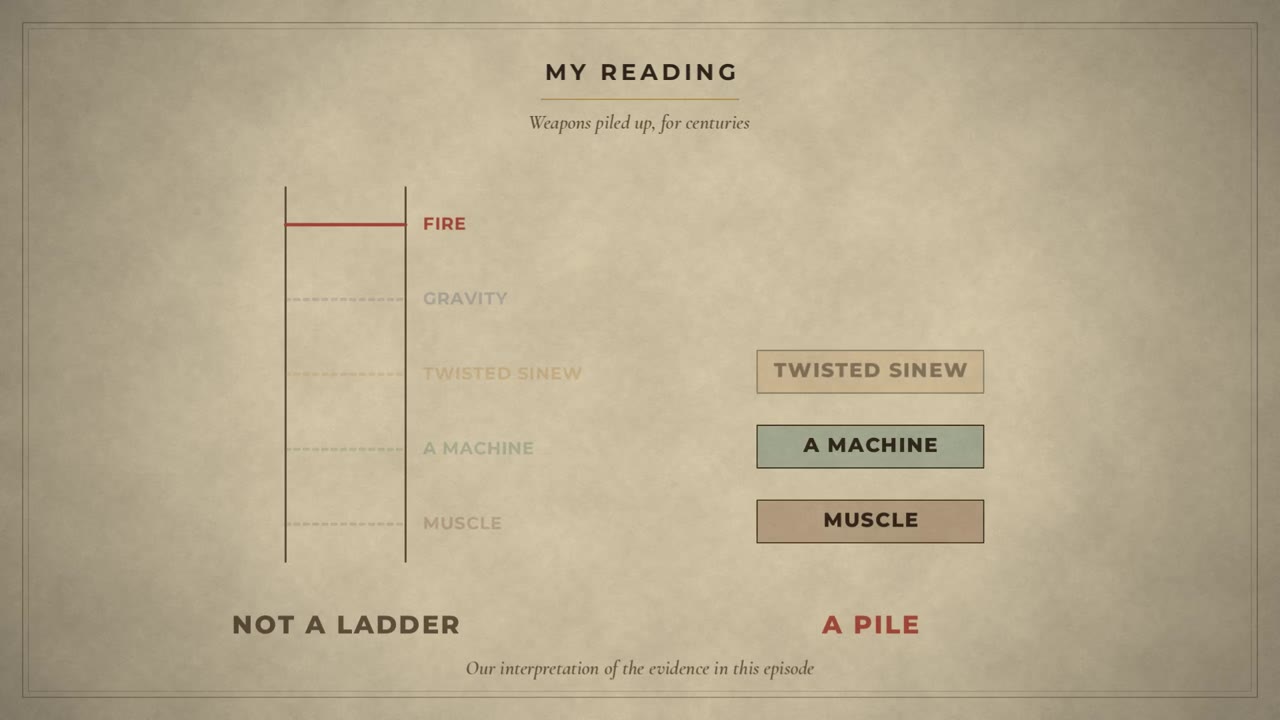 MY READING
Weapons piled up, for centuries
FIRE
GRAVITY
TWISTED SINEW
A MACHINE
MUSCLE
TWISTED SINEW
A MACHINE
MUSCLE
NOT A LADDER
A PILE
Our interpretation of the evidence in this episode